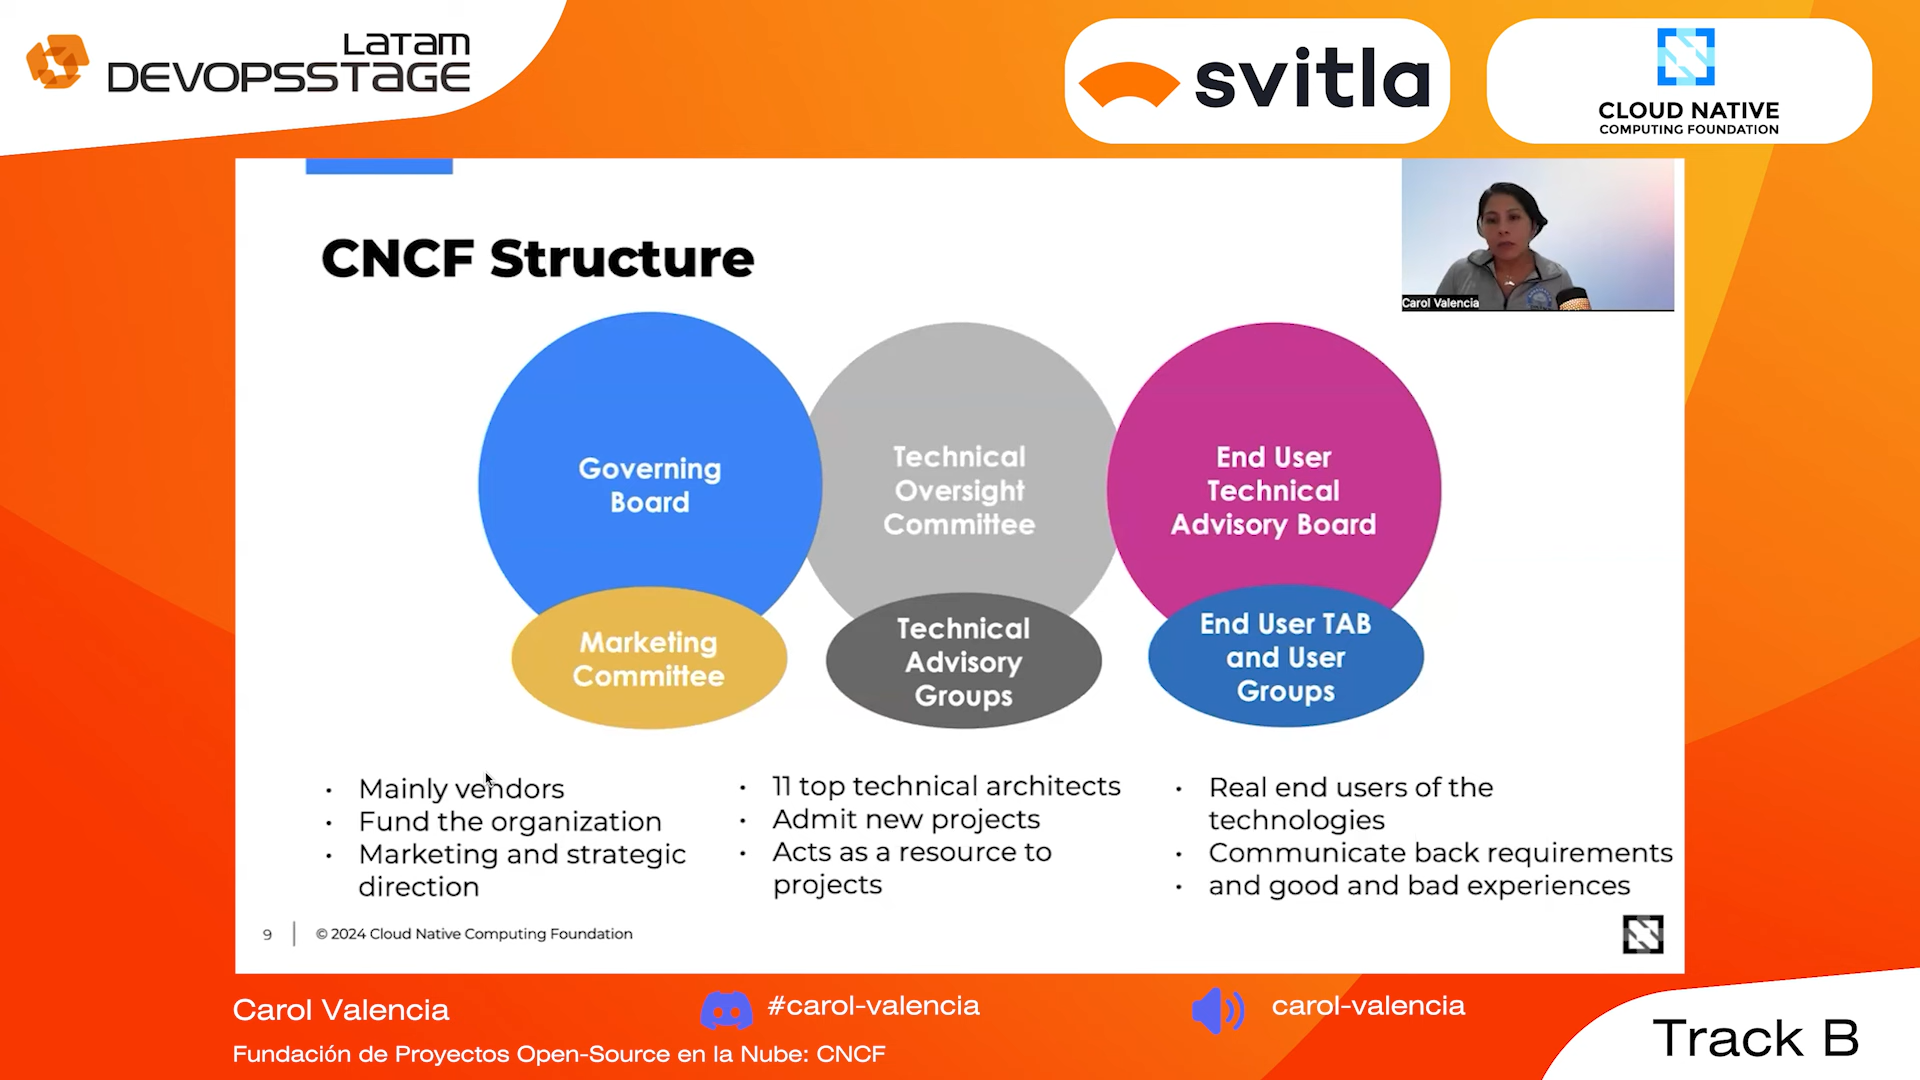 LATAM
DEVOPSSTAGE
svitla
CLOUD NATIVE
COMPUTING FOUNDATION
CNCF Structure
Carol Valencia
Governing
Board
Technical
Oversight
Committee
End User
Technical
Advisory Board
Marketing
Committee
Technical
Advisory
Groups
End User TAB
and User
Groups
• Mainly vendors
• Fund the organization
• Marketing and strategic
direction
• 11 top technical architects
• Admit new projects
• Acts as a resource to
projects
• Real end users of the
technologies
• Communicate back requirements
• and good and bad experiences
9
© 2024 Cloud Native Computing Foundation
Carol Valencia
#carol-valencia
carol-valencia
Fundación de Proyectos Open-Source en la Nube: CNCF
Track B